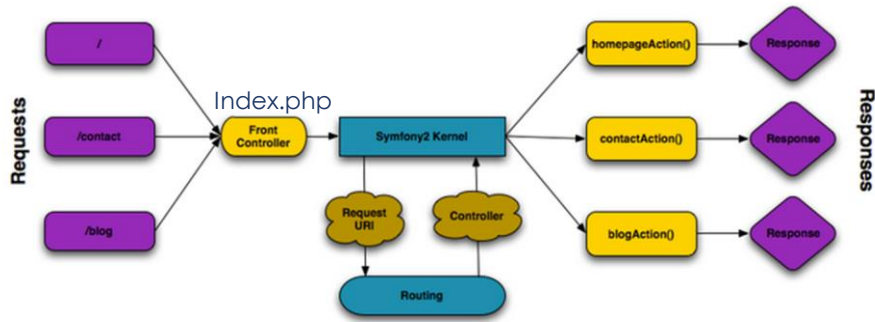 Requests
/
/contact
/blog
Index.php
Front
Controller
Symfony2 Kernel
Request
URI
Controller
Routing
homepageAction()
contactAction()
blogAction()
Response
Response
Response
Responses